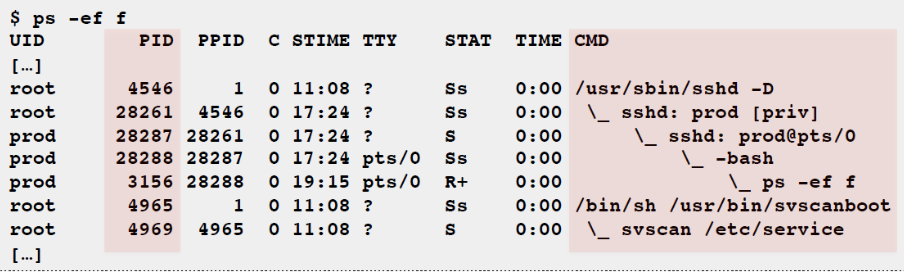 $ ps -ef f
UID        PID  PPID  C STIME TTY      STAT   TIME CMD
[…]
root      4546     1  0 11:08 ?        Ss     0:00 /usr/sbin/sshd -D
root     28261  4546  0 17:24 ?        Ss     0:00  \_ sshd: prod [priv]
prod     28287 28261  0 17:24 ?        S      0:00      \_ sshd: prod@pts/0
prod     28288 28287  0 17:24 pts/0    Ss     0:00          \_ -bash
prod      3156 28288  0 19:15 pts/0    R+     0:00              \_ ps -ef f
root      4965     1  0 11:08 ?        Ss     0:00 /bin/sh /usr/bin/svscanboot
root      4969  4965  0 11:08 ?        S      0:00  \_ svscan /etc/service
[…]